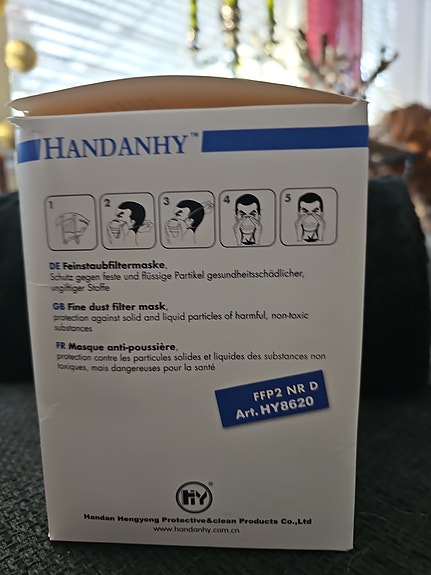 HANDANHY™
1 2 3 4 5
DE Feinstaubfiltermaske,
Schutz gegen feste und flüssige Partikel gesundheitsschädlicher,
ungiftiger Stoffe
GB Fine dust filter mask,
protection against solid and liquid particles of harmful, non-toxic
substances
FR Masque anti-poussière,
protection contre les particules solides et liquides des substances non
toxiques, mais dangereuses pour la santé
FFP2 NR D
Art. HY8620
HY
Handan Hengyong Protective&clean Products Co.,Ltd
www.handanhy.com.cn